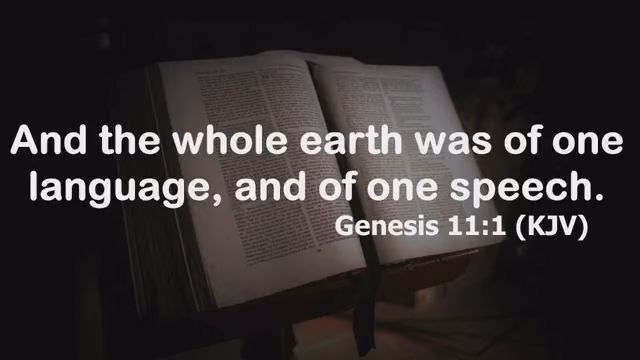 And the whole earth was of one
language, and of one speech.
Genesis 11:1 (KJV)